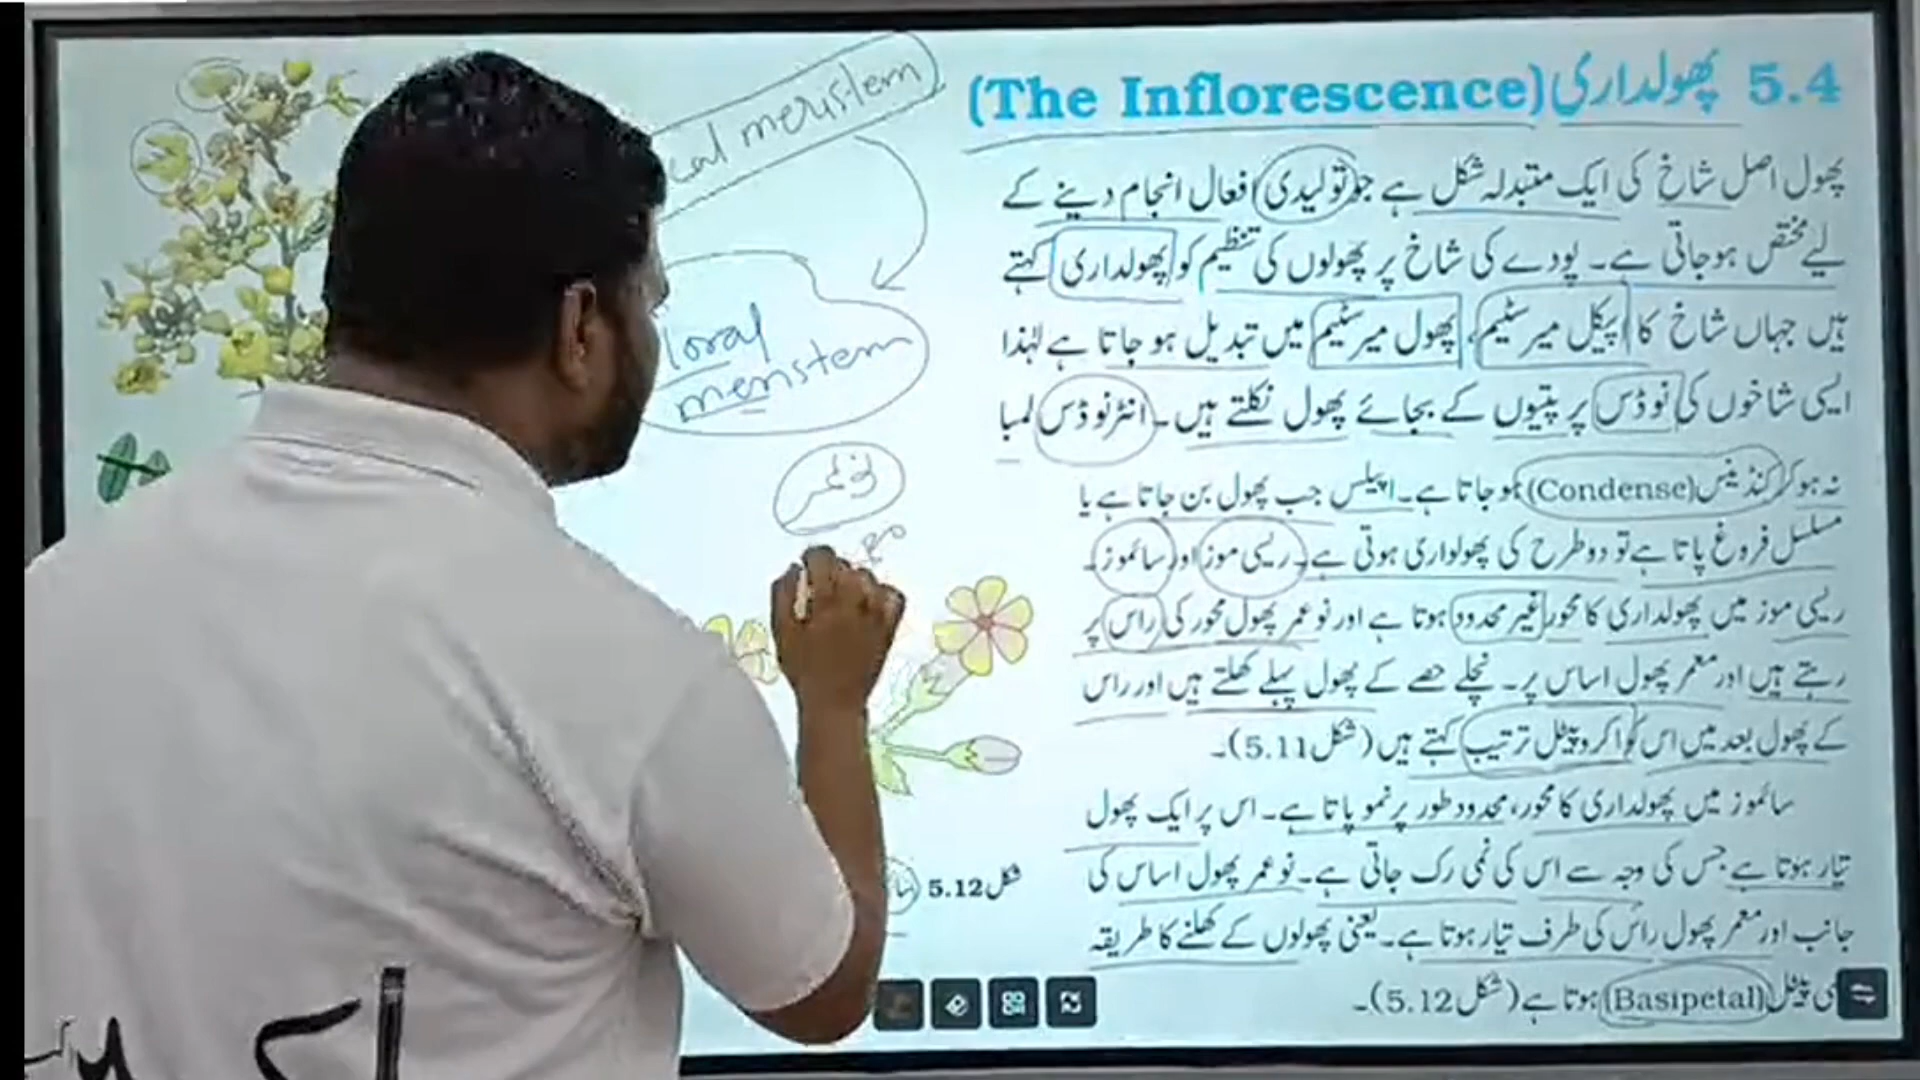 5.4 پھولداری (The Inflorescence)
پھول اصل شاخ کی ایک متبدلہ شکل ہے جو تولیدی افعال انجام دینے کے
لیے مختص ہوجاتی ہے۔ پودے کی شاخ پر پھولوں کی تنظیم کو پھولداری کہتے
ہیں جہاں شاخ کا اپیکل میرسٹیم، پھول میرسٹیم میں تبدیل ہو جاتا ہے لہٰذا
ایسی شاخوں کی نوڈس پر پتیوں کے بجائے پھول نکلتے ہیں۔ انٹرنوڈس لمبا
نہ ہوکر کنڈینس (Condense) ہوجاتا ہے۔ اپیکس جب پھول بن جاتا ہے یا
مسلسل فروغ پاتا ہے تو دو طرح کی پھولواری ہوتی ہے۔ ریسی موز اور سائموز۔
ریسی موز میں پھولداری کا محور غیر محدود ہوتا ہے اور نو عمر پھول محور کی راس پر
رہتے ہیں اور معمر پھول اساس پر۔ نچلے حصے کے پھول پہلے کھلتے ہیں اور راس
کے پھول بعد میں اس کو اکروپیٹل ترتیب کہتے ہیں (شکل 5.11)۔
سائموز میں پھولداری کا محور، محدود طور پر نمو پاتا ہے۔ اس پر ایک پھول
تیار ہوتا ہے جس کی وجہ سے اس کی نمی رک جاتی ہے۔ نو عمر پھول اساس کی
جانب اور معمر پھول راس کی طرف تیار ہوتا ہے۔ یعنی پھولوں کے کھلنے کا طریقہ
سی پیٹل (Basipetal) ہوتا ہے (شکل 5.12)۔
cal meristem
loral
meristem
شکل 5.12